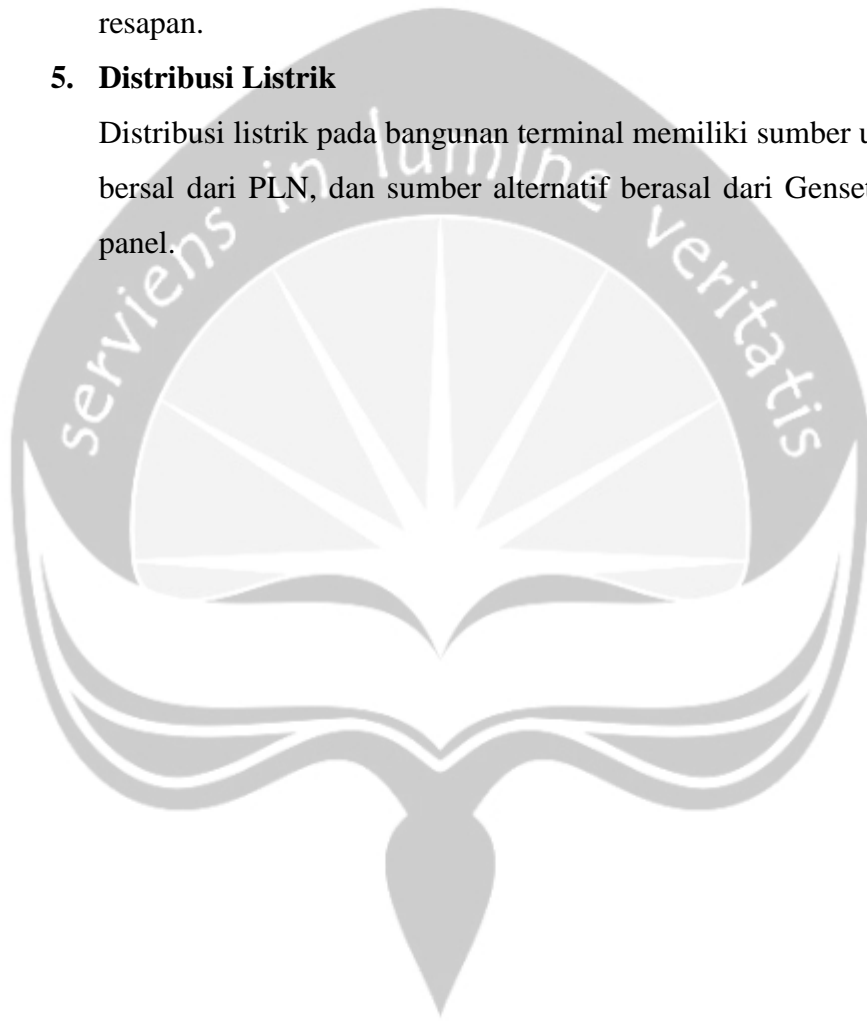 resapan.
5. Distribusi Listrik
Distribusi listrik pada bangunan terminal memiliki sumber
bersal dari PLN, dan sumber alternatif berasal dari
panel.
serviens in lumine veritatis